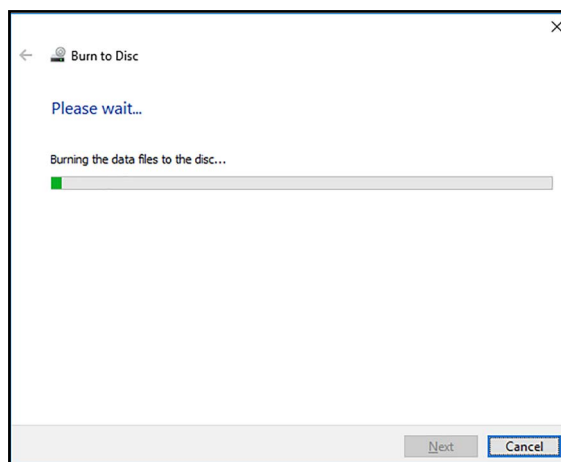 Burn to Disc
Please wait...
Burning the data files to the disc...
Next
Cancel